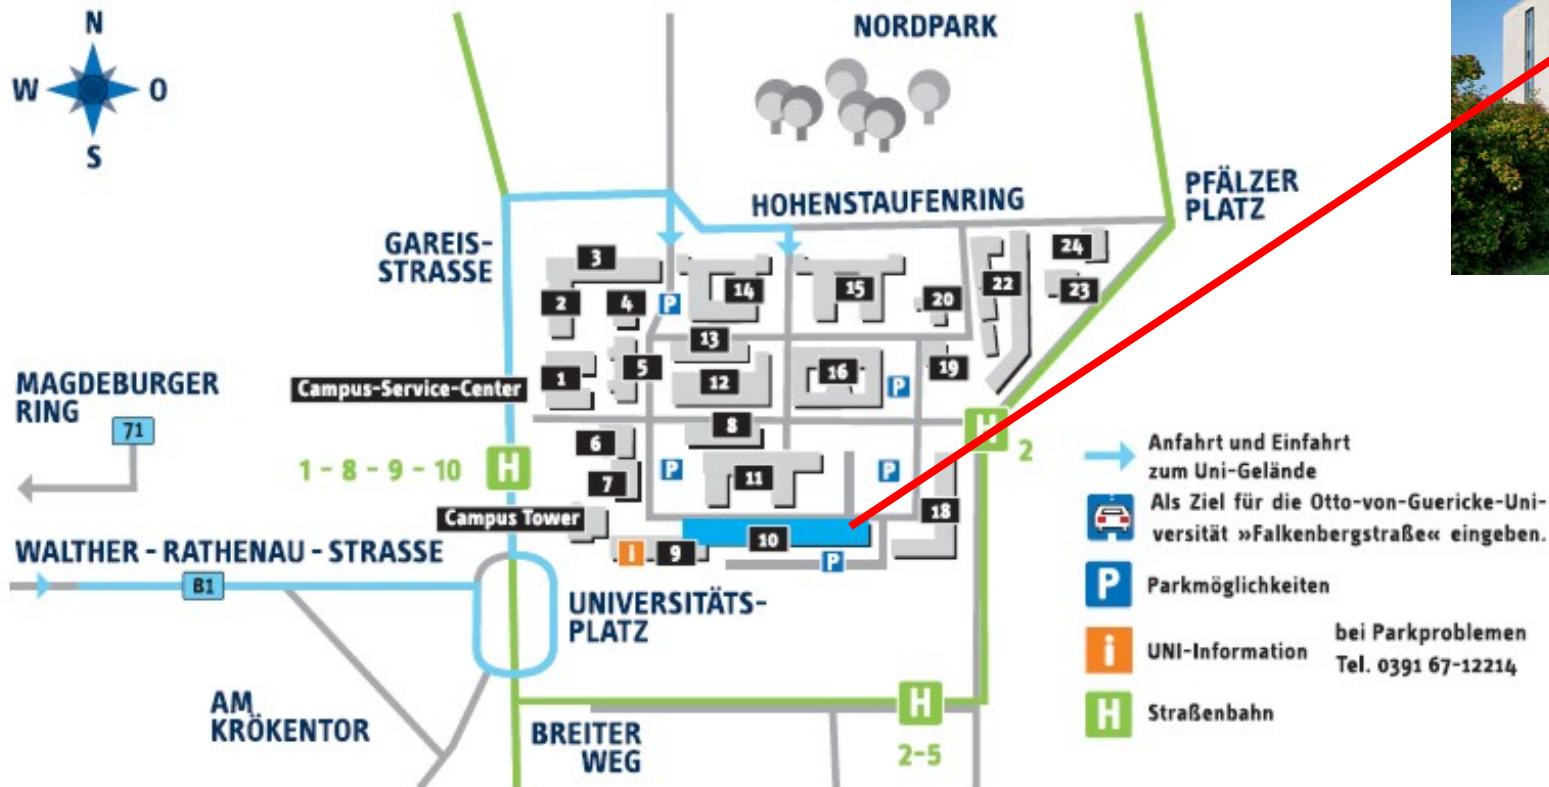 N
W
O
S
NORDPARK
PFÄLZER
PLATZ
HOHENSTAUFENRING
GAREIS-
STRASSE
3
24
2
4
P
14
15
20
22
23
13
MAGDEBURGER
RING
71
Campus-Service-Center
1
5
12
16
P
19
6
8
H
2
1 - 8 - 9 - 10
H
7
P
11
P
18
Campus Tower
10
i
9
P
WALTHER - RATHENAU - STRASSE
B1
UNIVERSITÄTS-
PLATZ
AM
KRÖKENTOR
BREITER
WEG
H
2-5
Anfahrt und Einfahrt
zum Uni-Gelände
Als Ziel für die Otto-von-Guericke-Uni-
versität »Falkenbergstraße« eingeben.
P
Parkmöglichkeiten
i
UNI-Information
bei Parkproblemen
Tel. 0391 67-12214
H
Straßenbahn